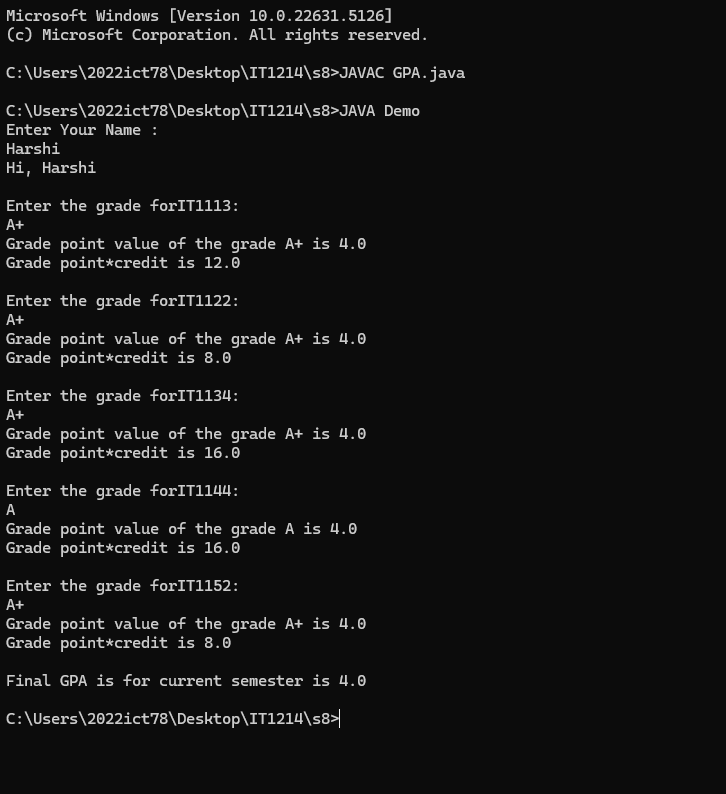 Microsoft Windows [Version 10.0.22631.5126]
(c) Microsoft Corporation. All rights reserved.
C:\Users\2022ict78\Desktop\IT1214\s8>JAVAC GPA.java
C:\Users\2022ict78\Desktop\IT1214\s8>JAVA Demo
Enter Your Name :
Harshi
Hi, Harshi
Enter the grade forIT1113:
A+
Grade point value of the grade A+ is 4.0
Grade point*credit is 12.0
Enter the grade forIT1122:
A+
Grade point value of the grade A+ is 4.0
Grade point*credit is 8.0
Enter the grade forIT1134:
A+
Grade point value of the grade A+ is 4.0
Grade point*credit is 16.0
Enter the grade forIT1144:
A
Grade point value of the grade A is 4.0
Grade point*credit is 16.0
Enter the grade forIT1152:
A+
Grade point value of the grade A+ is 4.0
Grade point*credit is 8.0
Final GPA is for current semester is 4.0
C:\Users\2022ict78\Desktop\IT1214\s8>